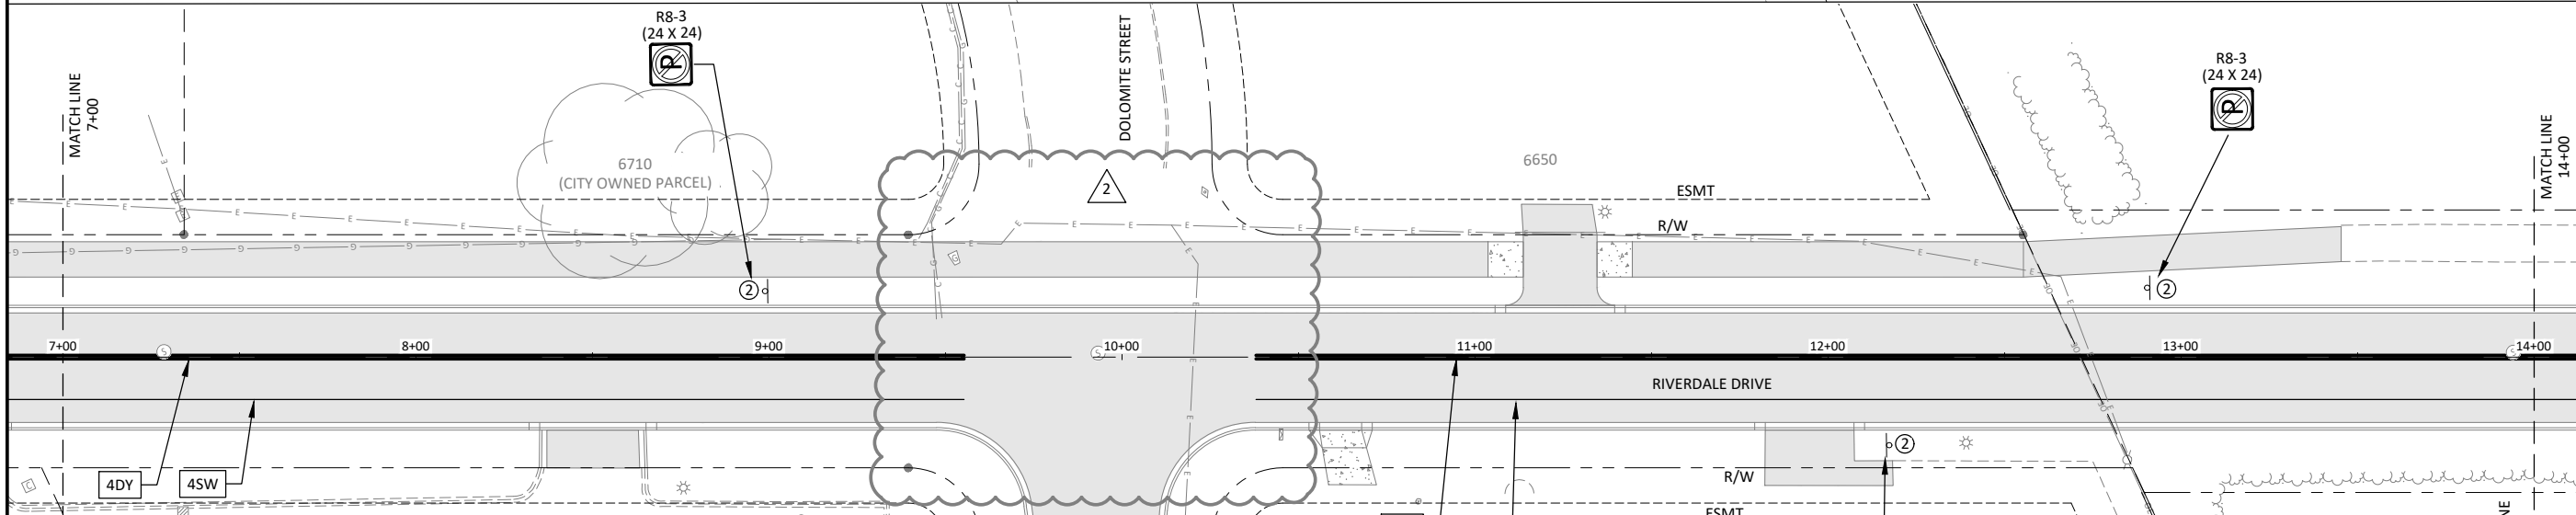 R8-3
(24 X 24)
P
MATCH LINE
7+00
6710
(CITY OWNED PARCEL)
DOLOMITE STREET
2
6650
ESMT
R/W
R8-3
(24 X 24)
P
MATCH LINE
14+00
2
2
7+00
8+00
9+00
10+00
11+00
12+00
13+00
14+00
S
S
S
RIVERDALE DRIVE
2
4DY
4SW
R/W
ESMT
C
G
E
E
E
E
E
E
E
E
E
E
E
E
E
E
G
G
G
G
G
G
NE